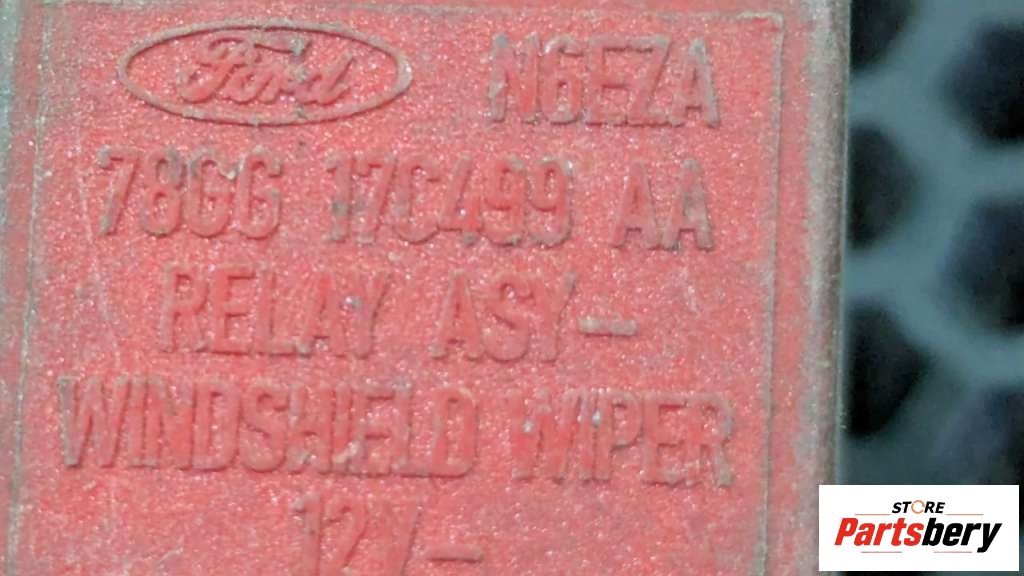 Ford N6EZA
78GG 17C499 AA
RELAY ASY-
WINDSHIELD WIPER
12V-
STORE
Partsbery